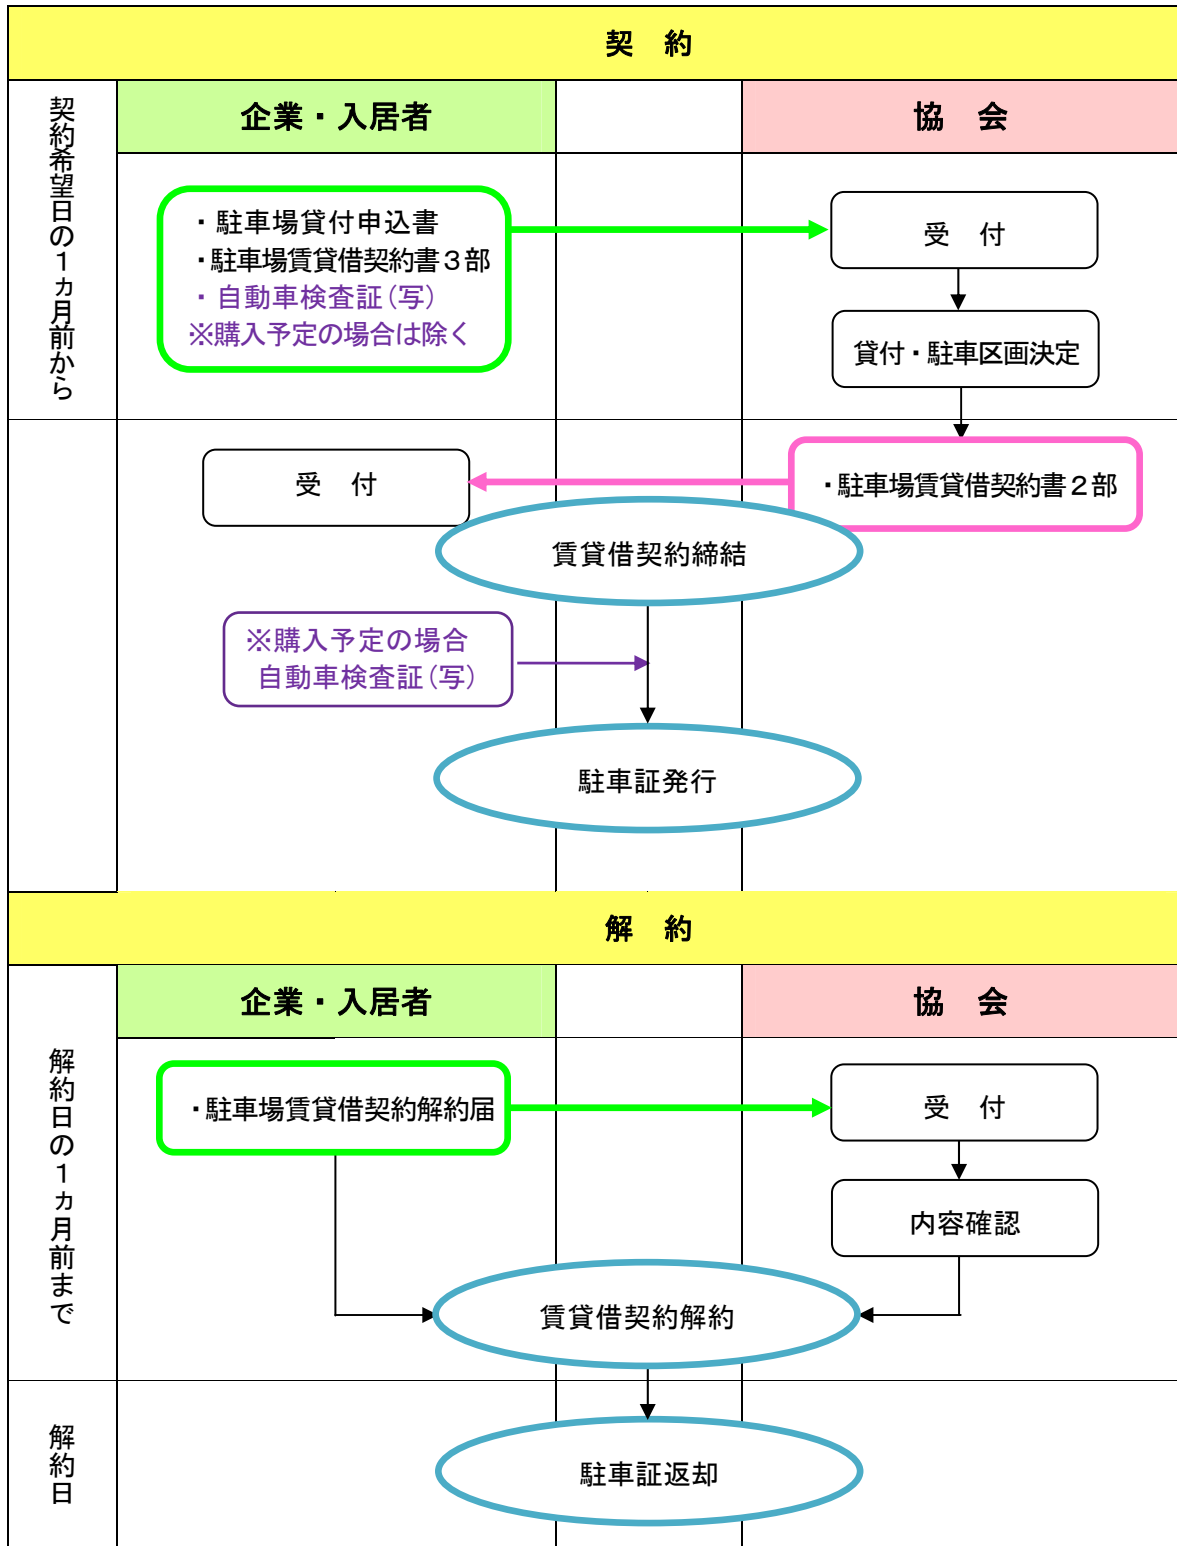 契　約
企業・入居者
協　会
契約希望日の１ヵ月前から
・駐車場貸付申込書
・駐車場賃貸借契約書３部
・自動車検査証（写）
※購入予定の場合は除く
受　付
貸付・駐車区画決定
・駐車場賃貸借契約書２部
受　付
賃貸借契約締結
※購入予定の場合
自動車検査証（写）
駐車証発行
解　約
企業・入居者
協　会
解約日の１ヵ月前まで
・駐車場賃貸借契約解約届
受　付
内容確認
賃貸借契約解約
解約日
駐車証返却